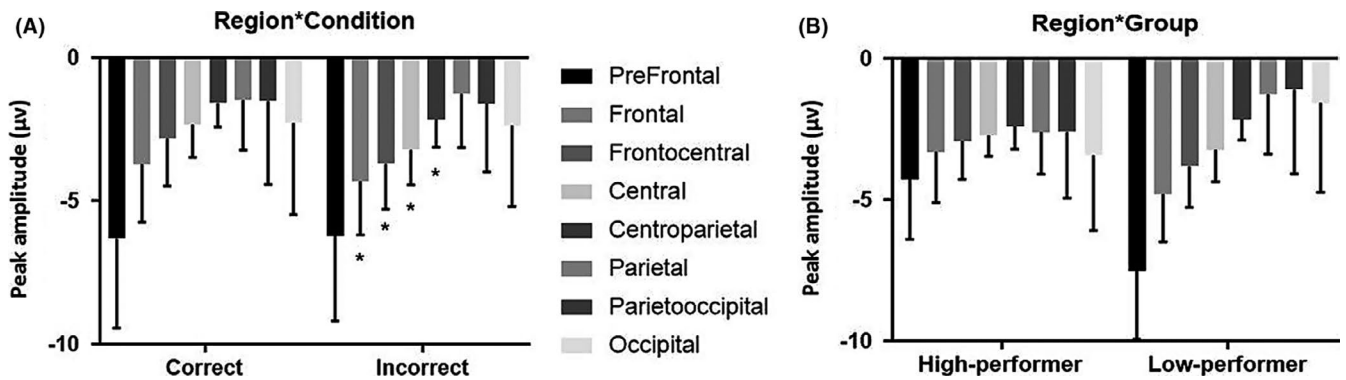 (A)
Region*Condition
Peak amplitude (µv)
0
-5
-10
*
*
*
*
Correct
Incorrect
PreFrontal
Frontal
Frontocentral
Central
Centroparietal
Parietal
Parietooccipital
Occipital
(B)
Region*Group
Peak amplitude (µv)
0
-5
-10
High-performer
Low-performer